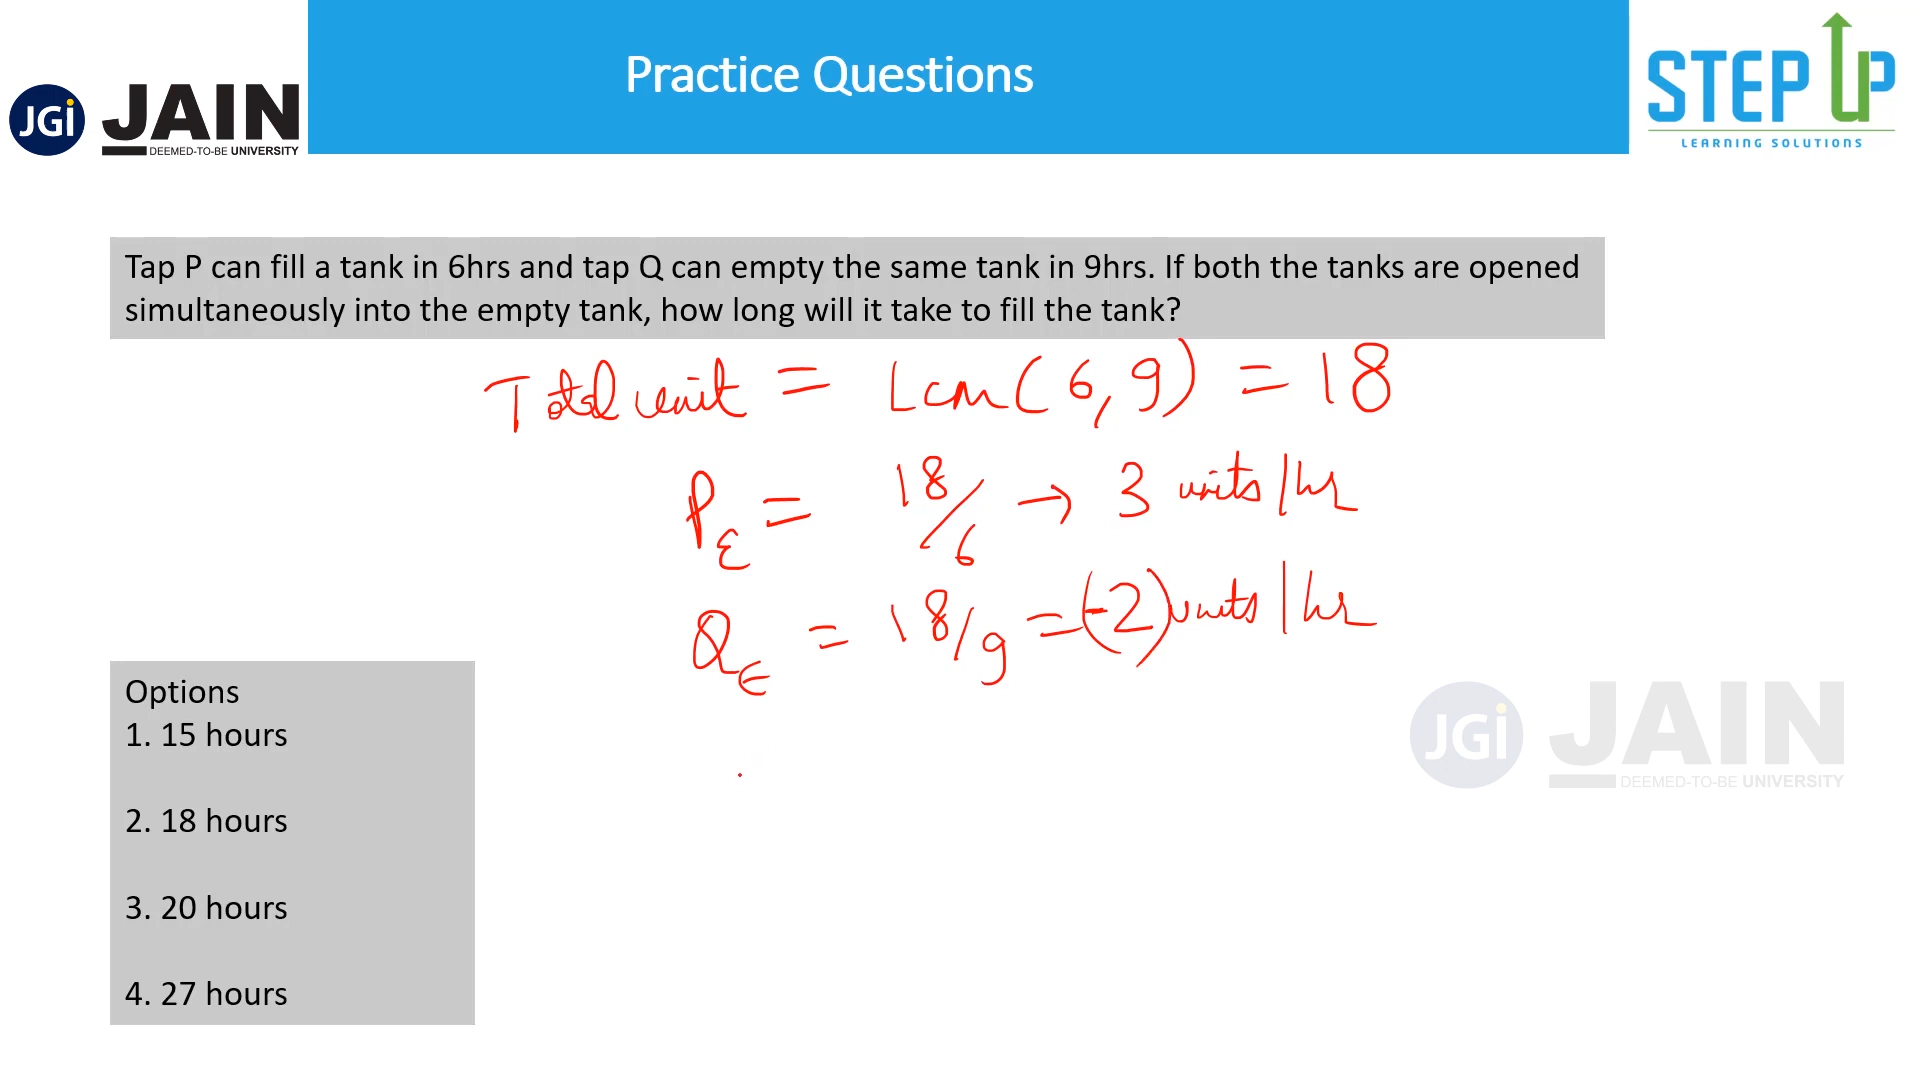 Practice Questions
JGi JAIN
DEEMED-TO-BE UNIVERSITY
STEP UP
LEARNING SOLUTIONS
Tap P can fill a tank in 6hrs and tap Q can empty the same tank in 9hrs. If both the tanks are opened
simultaneously into the empty tank, how long will it take to fill the tank?
Total unit = Lcm(6,9) = 18
P_E = 18/6 → 3 units/hr
Q_E = 18/9 = (-2) units/hr
Options
1. 15 hours
2. 18 hours
3. 20 hours
4. 27 hours
JGi JAIN
DEEMED-TO-BE UNIVERSITY